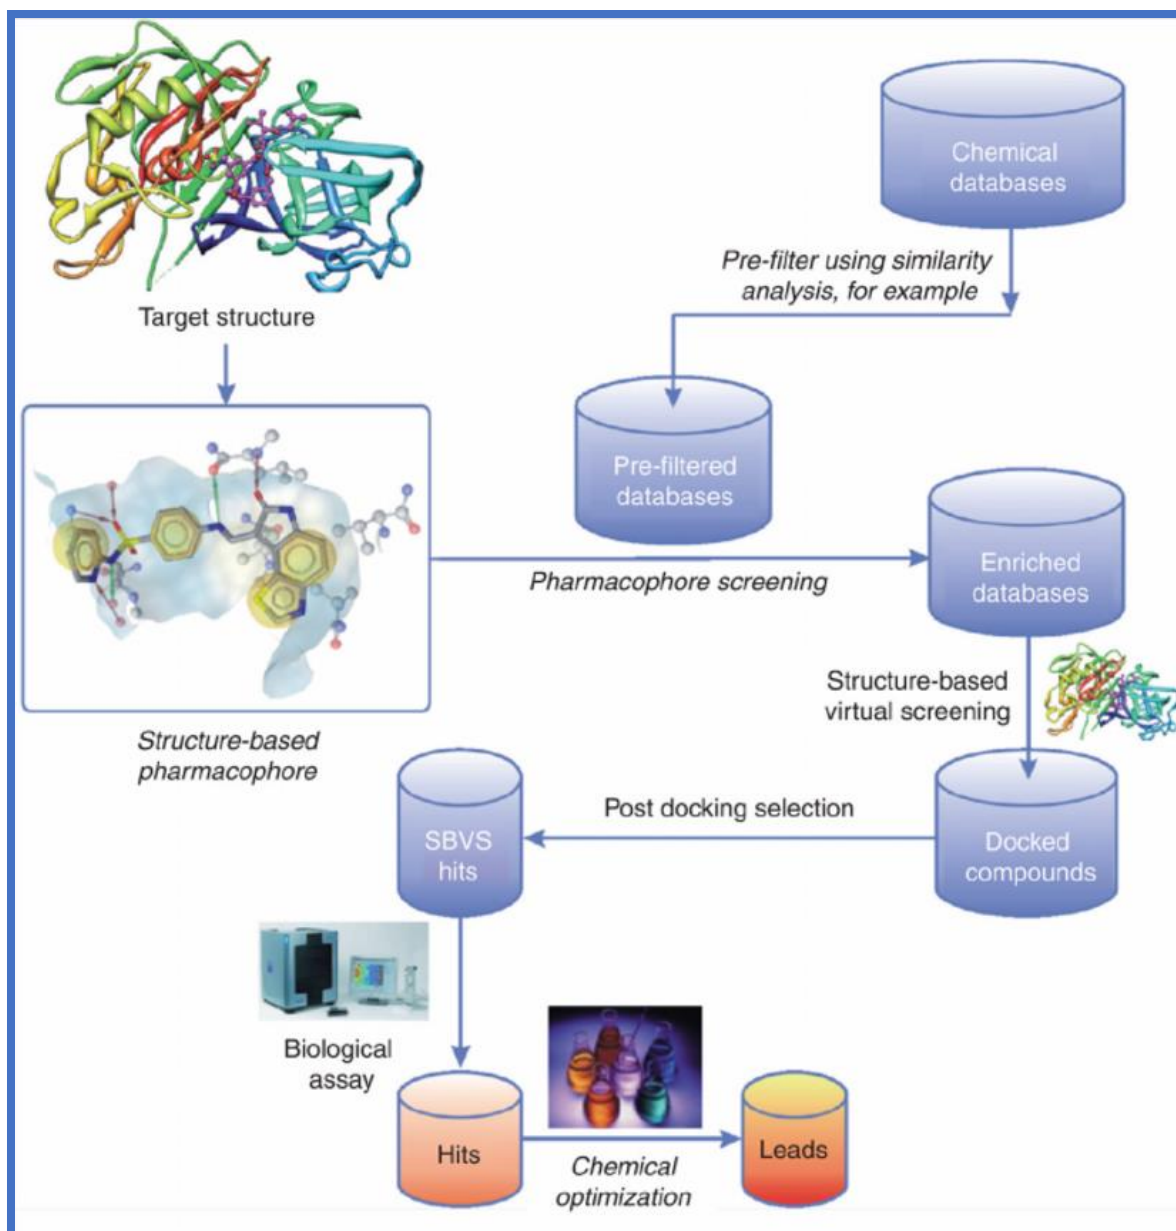 Chemical
databases
Pre-filter using similarity
analysis, for example
Target structure
Pre-filtered
databases
Pharmacophore screening
Enriched
databases
Structure-based
virtual screening
Structure-based
pharmacophore
Post docking selection
SBVS
hits
Docked
compounds
Biological
assay
Hits
Chemical
optimization
Leads